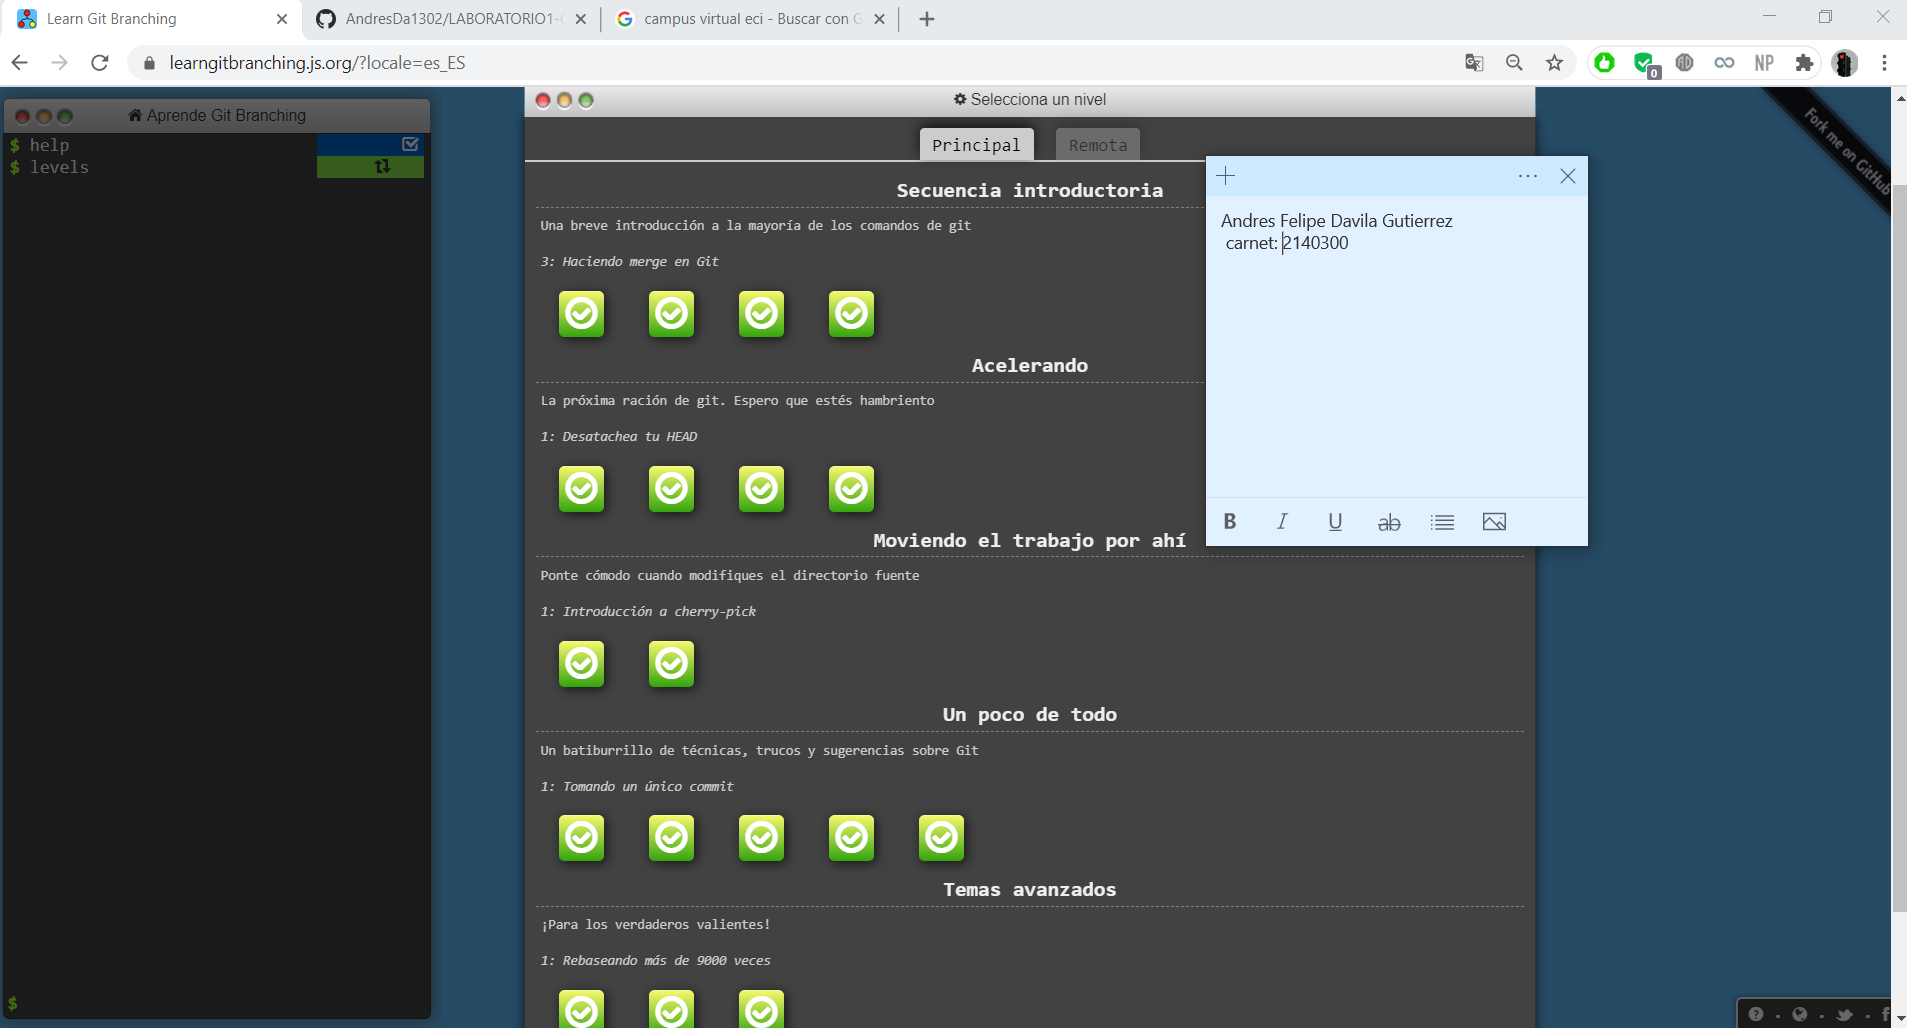 Learn Git Branching
AndresDa1302/LABORATORIO1-
campus virtual eci - Buscar con G
learngitbranching.js.org/?locale=es_ES
0
NP
Aprende Git Branching
$ help
$ levels
$
Selecciona un nivel
Principal
Remota
Secuencia introductoria
Una breve introducción a la mayoría de los comandos de git
3: Haciendo merge en Git
Acelerando
La próxima ración de git. Espero que estés hambriento
1: Desatachea tu HEAD
Moviendo el trabajo por ahí
Ponte cómodo cuando modifiques el directorio fuente
1: Introducción a cherry-pick
Un poco de todo
Un batiburrillo de técnicas, trucos y sugerencias sobre Git
1: Tomando un único commit
Temas avanzados
¡Para los verdaderos valientes!
1: Rebaseando más de 9000 veces
Andres Felipe Davila Gutierrez
carnet: 2140300
B I U ab
Fork me on GitHub